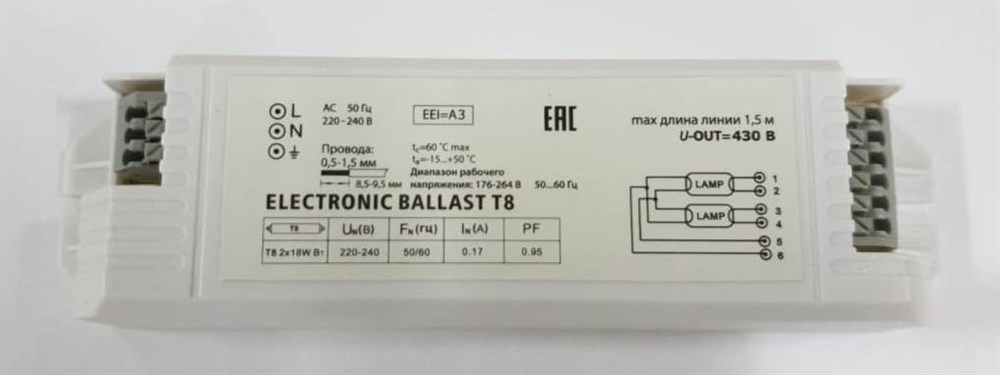 L
N
AC 50 Гц
220-240 В
EEI=A3
EAC
max длина линии 1,5 м
U-OUT=430 В
Провода:
0,5-1,5 мм
8,5-9,5 мм
tc=60 °C max
ta=-15...+50 °C
Диапазон рабочего
напряжения: 176-264 В 50...60 Гц
ELECTRONIC BALLAST T8
T8 UN(В) FN(гц) IN(A) PF
T8 2x18W Вт 220-240 50/60 0.17 0.95
LAMP 1
2
LAMP 3
4
5
6